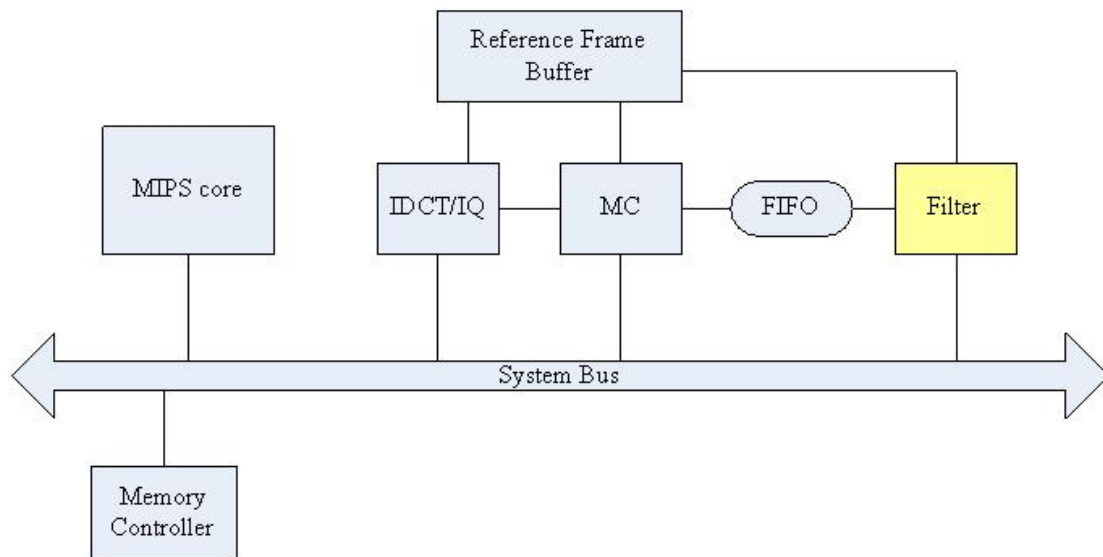 Reference Frame
Buffer
MIPS core
IDCT/IQ
MC
FIFO
Filter
System Bus
Memory
Controller